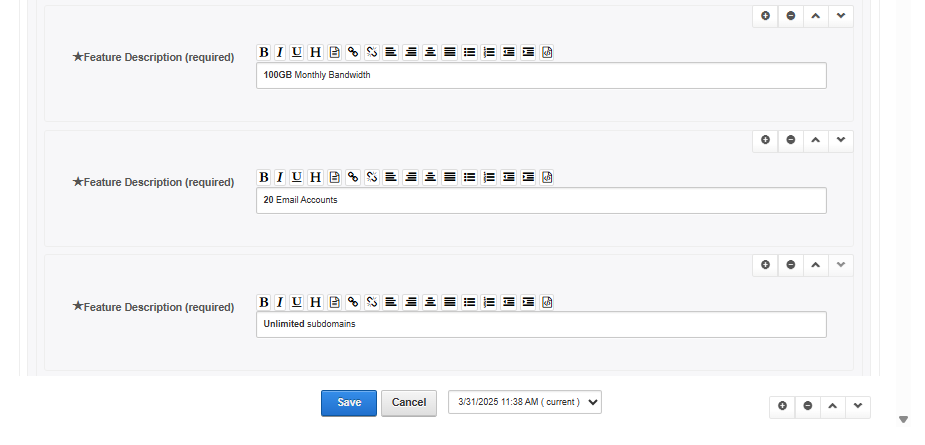 ★Feature Description (required)
B I U H
100GB Monthly Bandwidth
★Feature Description (required)
B I U H
20 Email Accounts
★Feature Description (required)
B I U H
Unlimited subdomains
Save Cancel 3/31/2025 11:38 AM ( current )